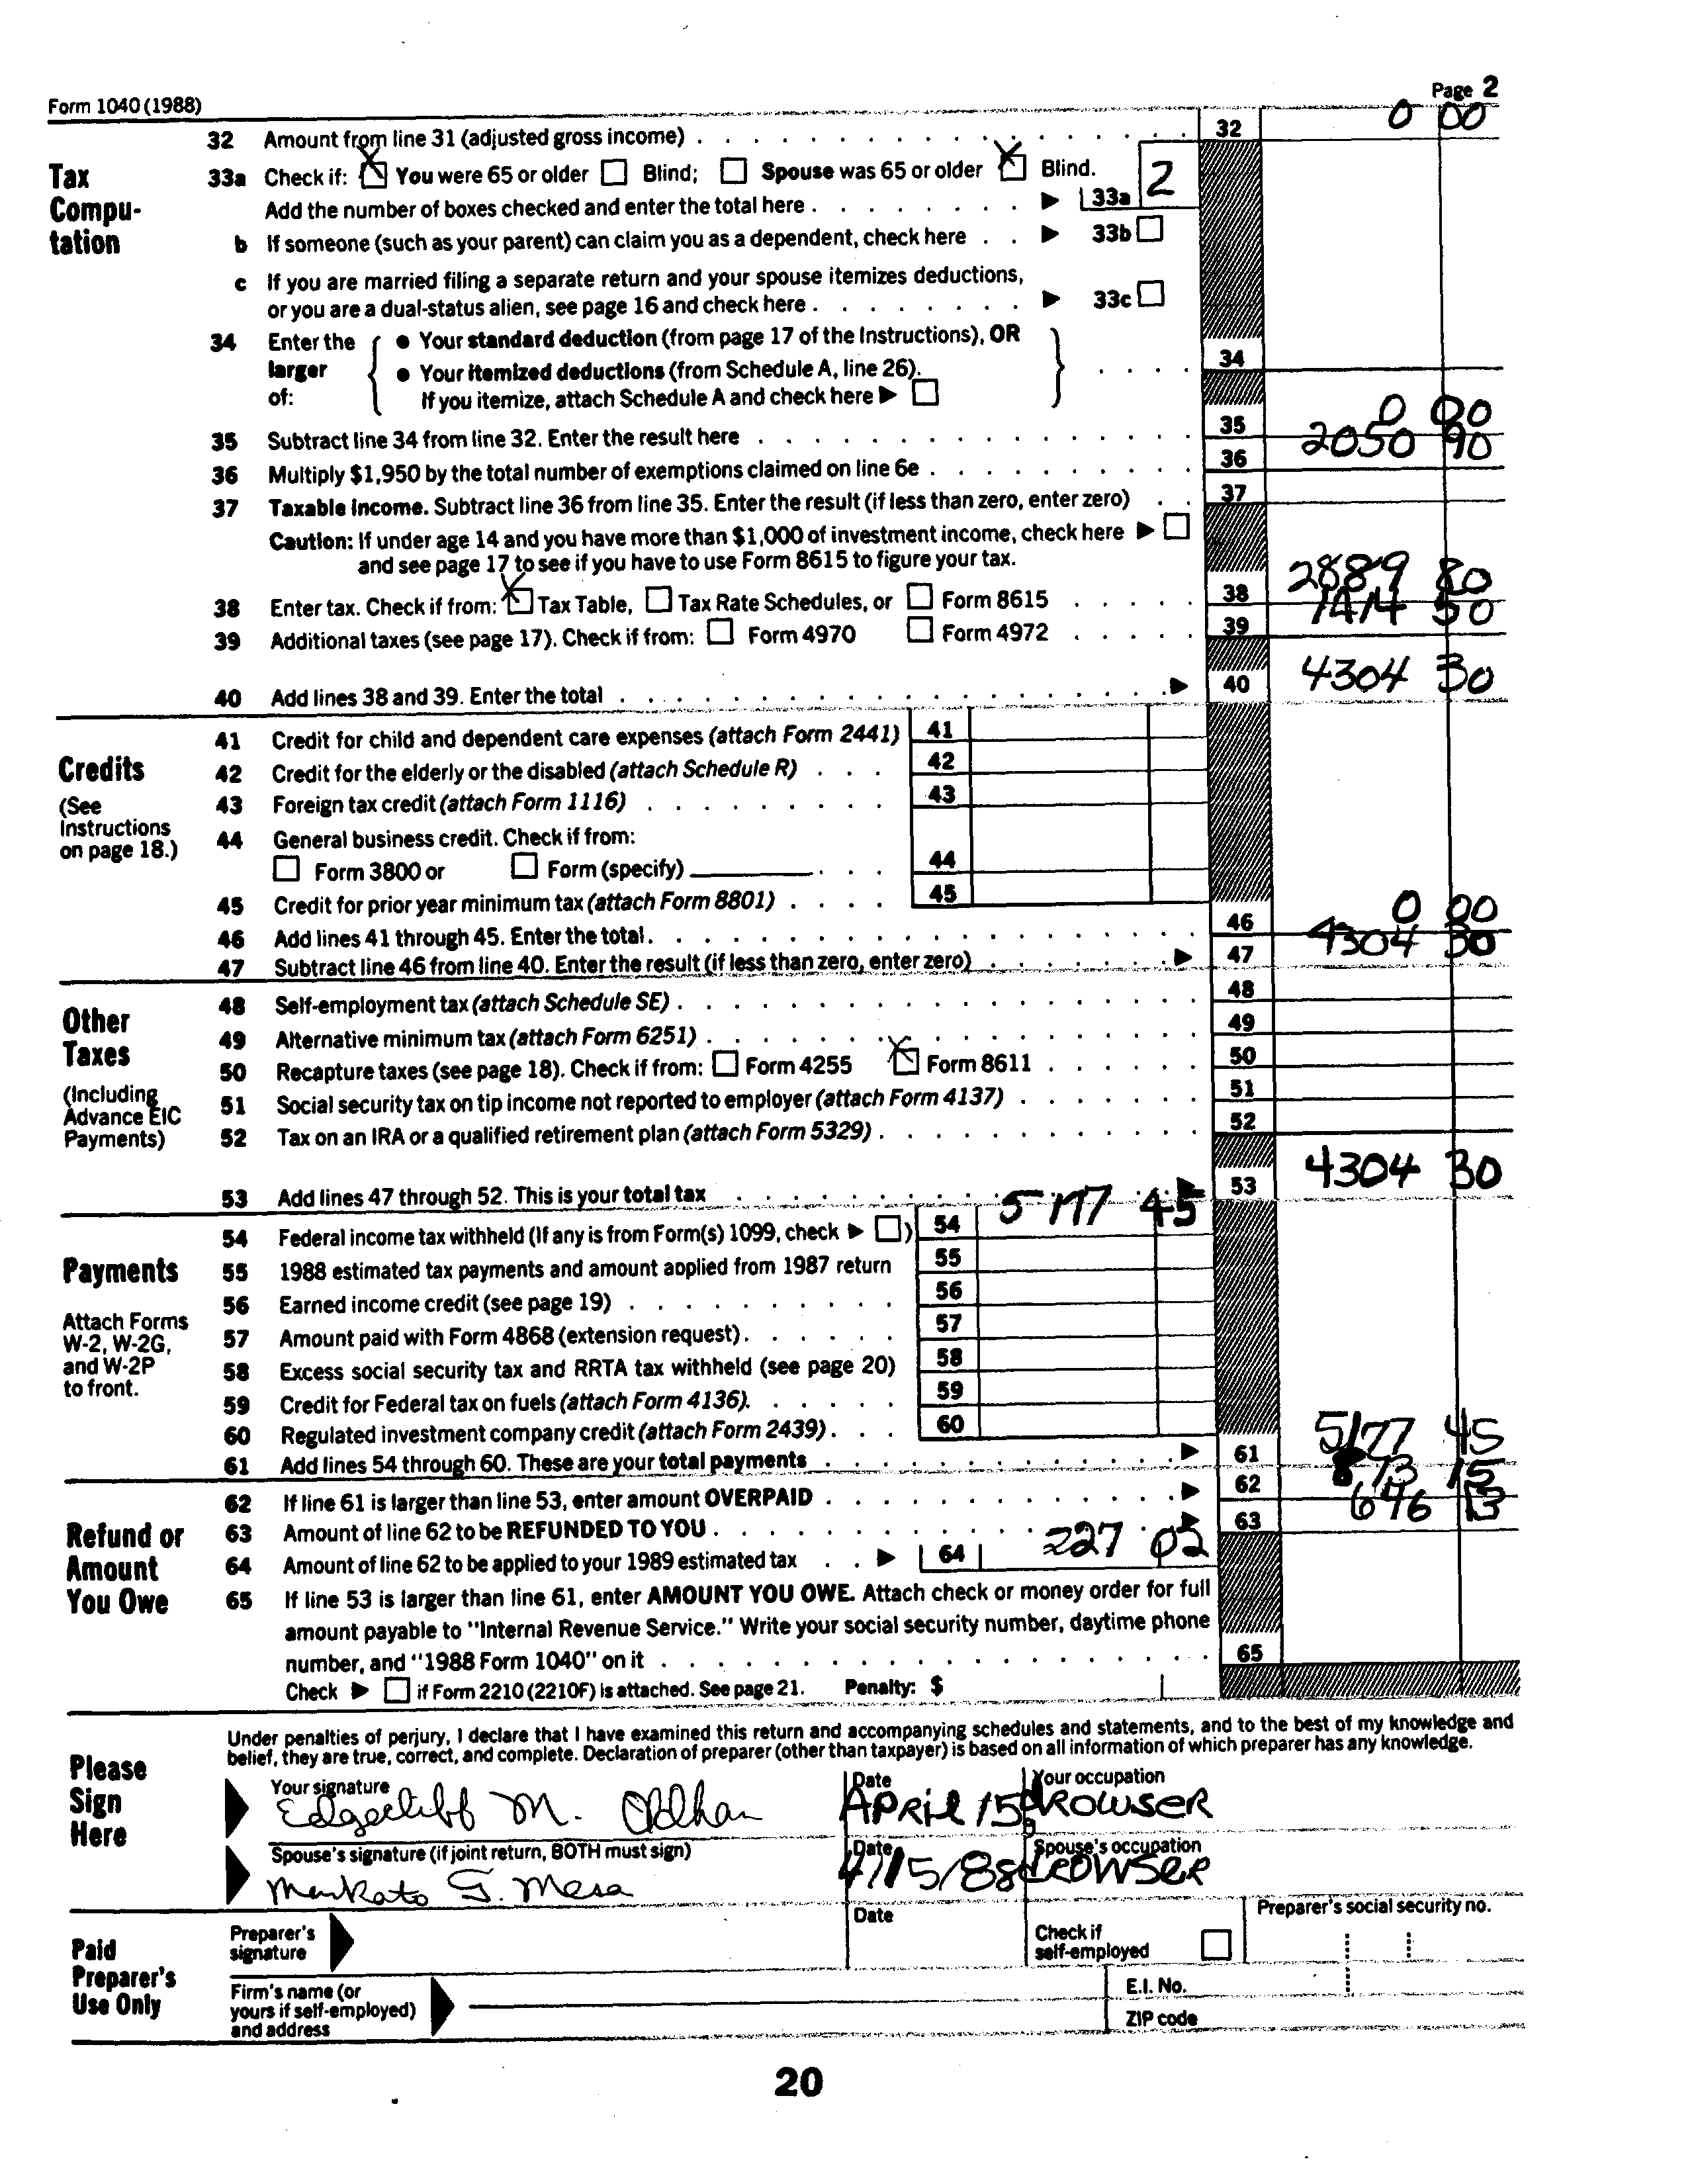 Form 1040 (1988) Page 2
32 Amount from line 31 (adjusted gross income) 32 0 00
Tax Computation
33a Check if: You were 65 or older Blind; Spouse was 65 or older Blind.
Add the number of boxes checked and enter the total here 33a 2
b If someone (such as your parent) can claim you as a dependent, check here 33b
c If you are married filing a separate return and your spouse itemizes deductions,
or you are a dual-status alien, see page 16 and check here 33c
34 Enter the larger of:
• Your standard deduction (from page 17 of the Instructions), OR
• Your itemized deductions (from Schedule A, line 26).
If you itemize, attach Schedule A and check here
34
35 Subtract line 34 from line 32. Enter the result here 35 0 00
36 Multiply $1,950 by the total number of exemptions claimed on line 6e 36 2050 90
37 Taxable income. Subtract line 36 from line 35. Enter the result (if less than zero, enter zero) 37
Caution: If under age 14 and you have more than $1,000 of investment income, check here
and see page 17 to see if you have to use Form 8615 to figure your tax.
38 Enter tax. Check if from: Tax Table, Tax Rate Schedules, or Form 8615 38 2889 80
39 Additional taxes (see page 17). Check if from: Form 4970 Form 4972 39 1414 50
40 Add lines 38 and 39. Enter the total 40 4304 30
Credits
(See Instructions on page 18.)
41 Credit for child and dependent care expenses (attach Form 2441) 41
42 Credit for the elderly or the disabled (attach Schedule R) 42
43 Foreign tax credit (attach Form 1116) 43
44 General business credit. Check if from:
Form 3800 or Form (specify) 44
45 Credit for prior year minimum tax (attach Form 8801) 45
46 Add lines 41 through 45. Enter the total. 46 0 00
47 Subtract line 46 from line 40. Enter the result (if less than zero, enter zero) 47 4304 30
Other Taxes
(Including Advance EIC Payments)
48 Self-employment tax (attach Schedule SE) 48
49 Alternative minimum tax (attach Form 6251) 49
50 Recapture taxes (see page 18). Check if from: Form 4255 Form 8611 50
51 Social security tax on tip income not reported to employer (attach Form 4137) 51
52 Tax on an IRA or a qualified retirement plan (attach Form 5329) 52
53 Add lines 47 through 52. This is your total tax 53 4304 30
Payments
Attach Forms W-2, W-2G, and W-2P to front.
54 Federal income tax withheld (If any is from Form(s) 1099, check ) 54 5177 45
55 1988 estimated tax payments and amount applied from 1987 return 55
56 Earned income credit (see page 19) 56
57 Amount paid with Form 4868 (extension request) 57
58 Excess social security tax and RRTA tax withheld (see page 20) 58
59 Credit for Federal tax on fuels (attach Form 4136). 59
60 Regulated investment company credit (attach Form 2439) 60
61 Add lines 54 through 60. These are your total payments 61 5177 45
Refund or Amount You Owe
62 If line 61 is larger than line 53, enter amount OVERPAID 62 873 15
63 Amount of line 62 to be REFUNDED TO YOU 63 646 13
64 Amount of line 62 to be applied to your 1989 estimated tax 64 227 02
65 If line 53 is larger than line 61, enter AMOUNT YOU OWE. Attach check or money order for full
amount payable to "Internal Revenue Service." Write your social security number, daytime phone
number, and "1988 Form 1040" on it 65
Check if Form 2210 (2210F) is attached. See page 21. Penalty: $
Please Sign Here
Under penalties of perjury, I declare that I have examined this return and accompanying schedules and statements, and to the best of my knowledge and
belief, they are true, correct, and complete. Declaration of preparer (other than taxpayer) is based on all information of which preparer has any knowledge.
Your signature Date Your occupation
Edgecliff M. Oldhan APRil 15, ROWSER
Spouse's signature (if joint return, BOTH must sign) Date Spouse's occupation
Mankato G. Mesa 4/15/88 ROWSER
Paid Preparer's Use Only
Preparer's signature Date Check if self-employed Preparer's social security no.
Firm's name (or yours if self-employed) and address E.I. No.
ZIP code
20